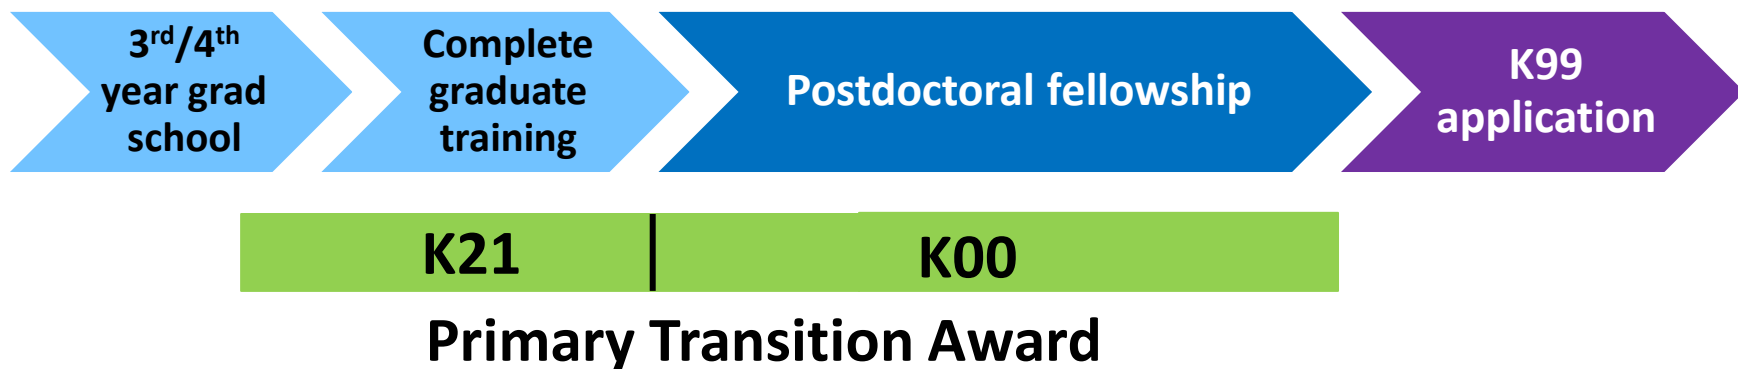 3rd/4th
year grad
school
Complete
graduate
training
Postdoctoral fellowship
K99
application
K21
K00
Primary Transition Award